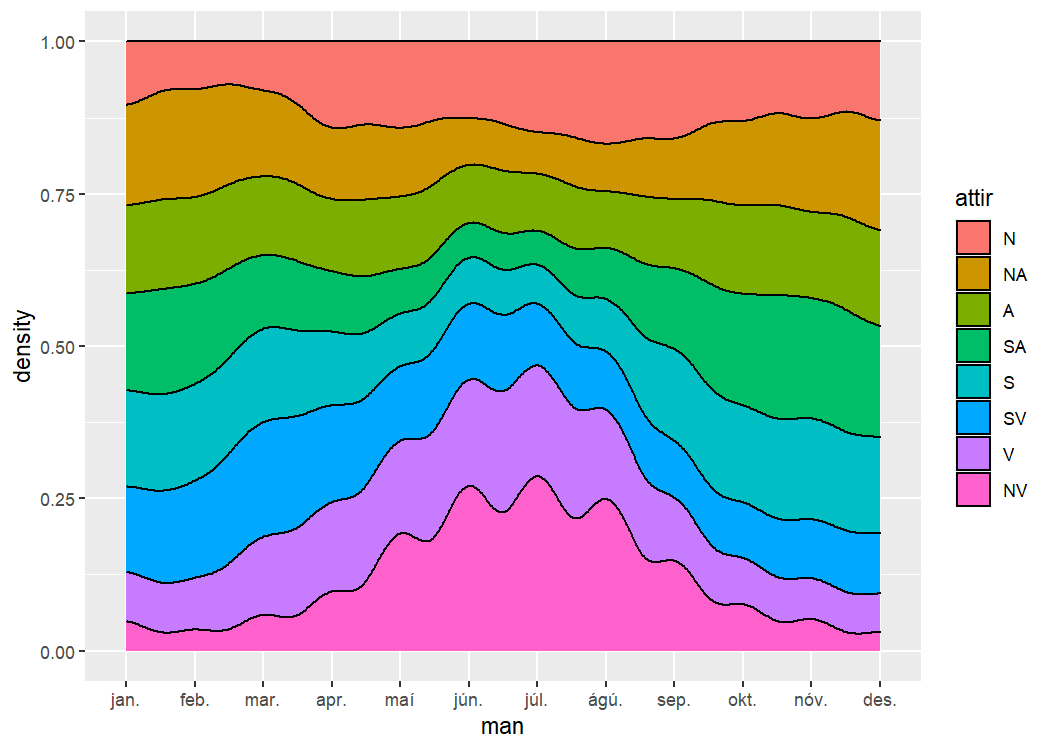 1.00
0.75
0.50
0.25
0.00
density
jan. feb. mar. apr. maí jún. júl. ágú. sep. okt. nóv. des.
man
attir
N
NA
A
SA
S
SV
V
NV